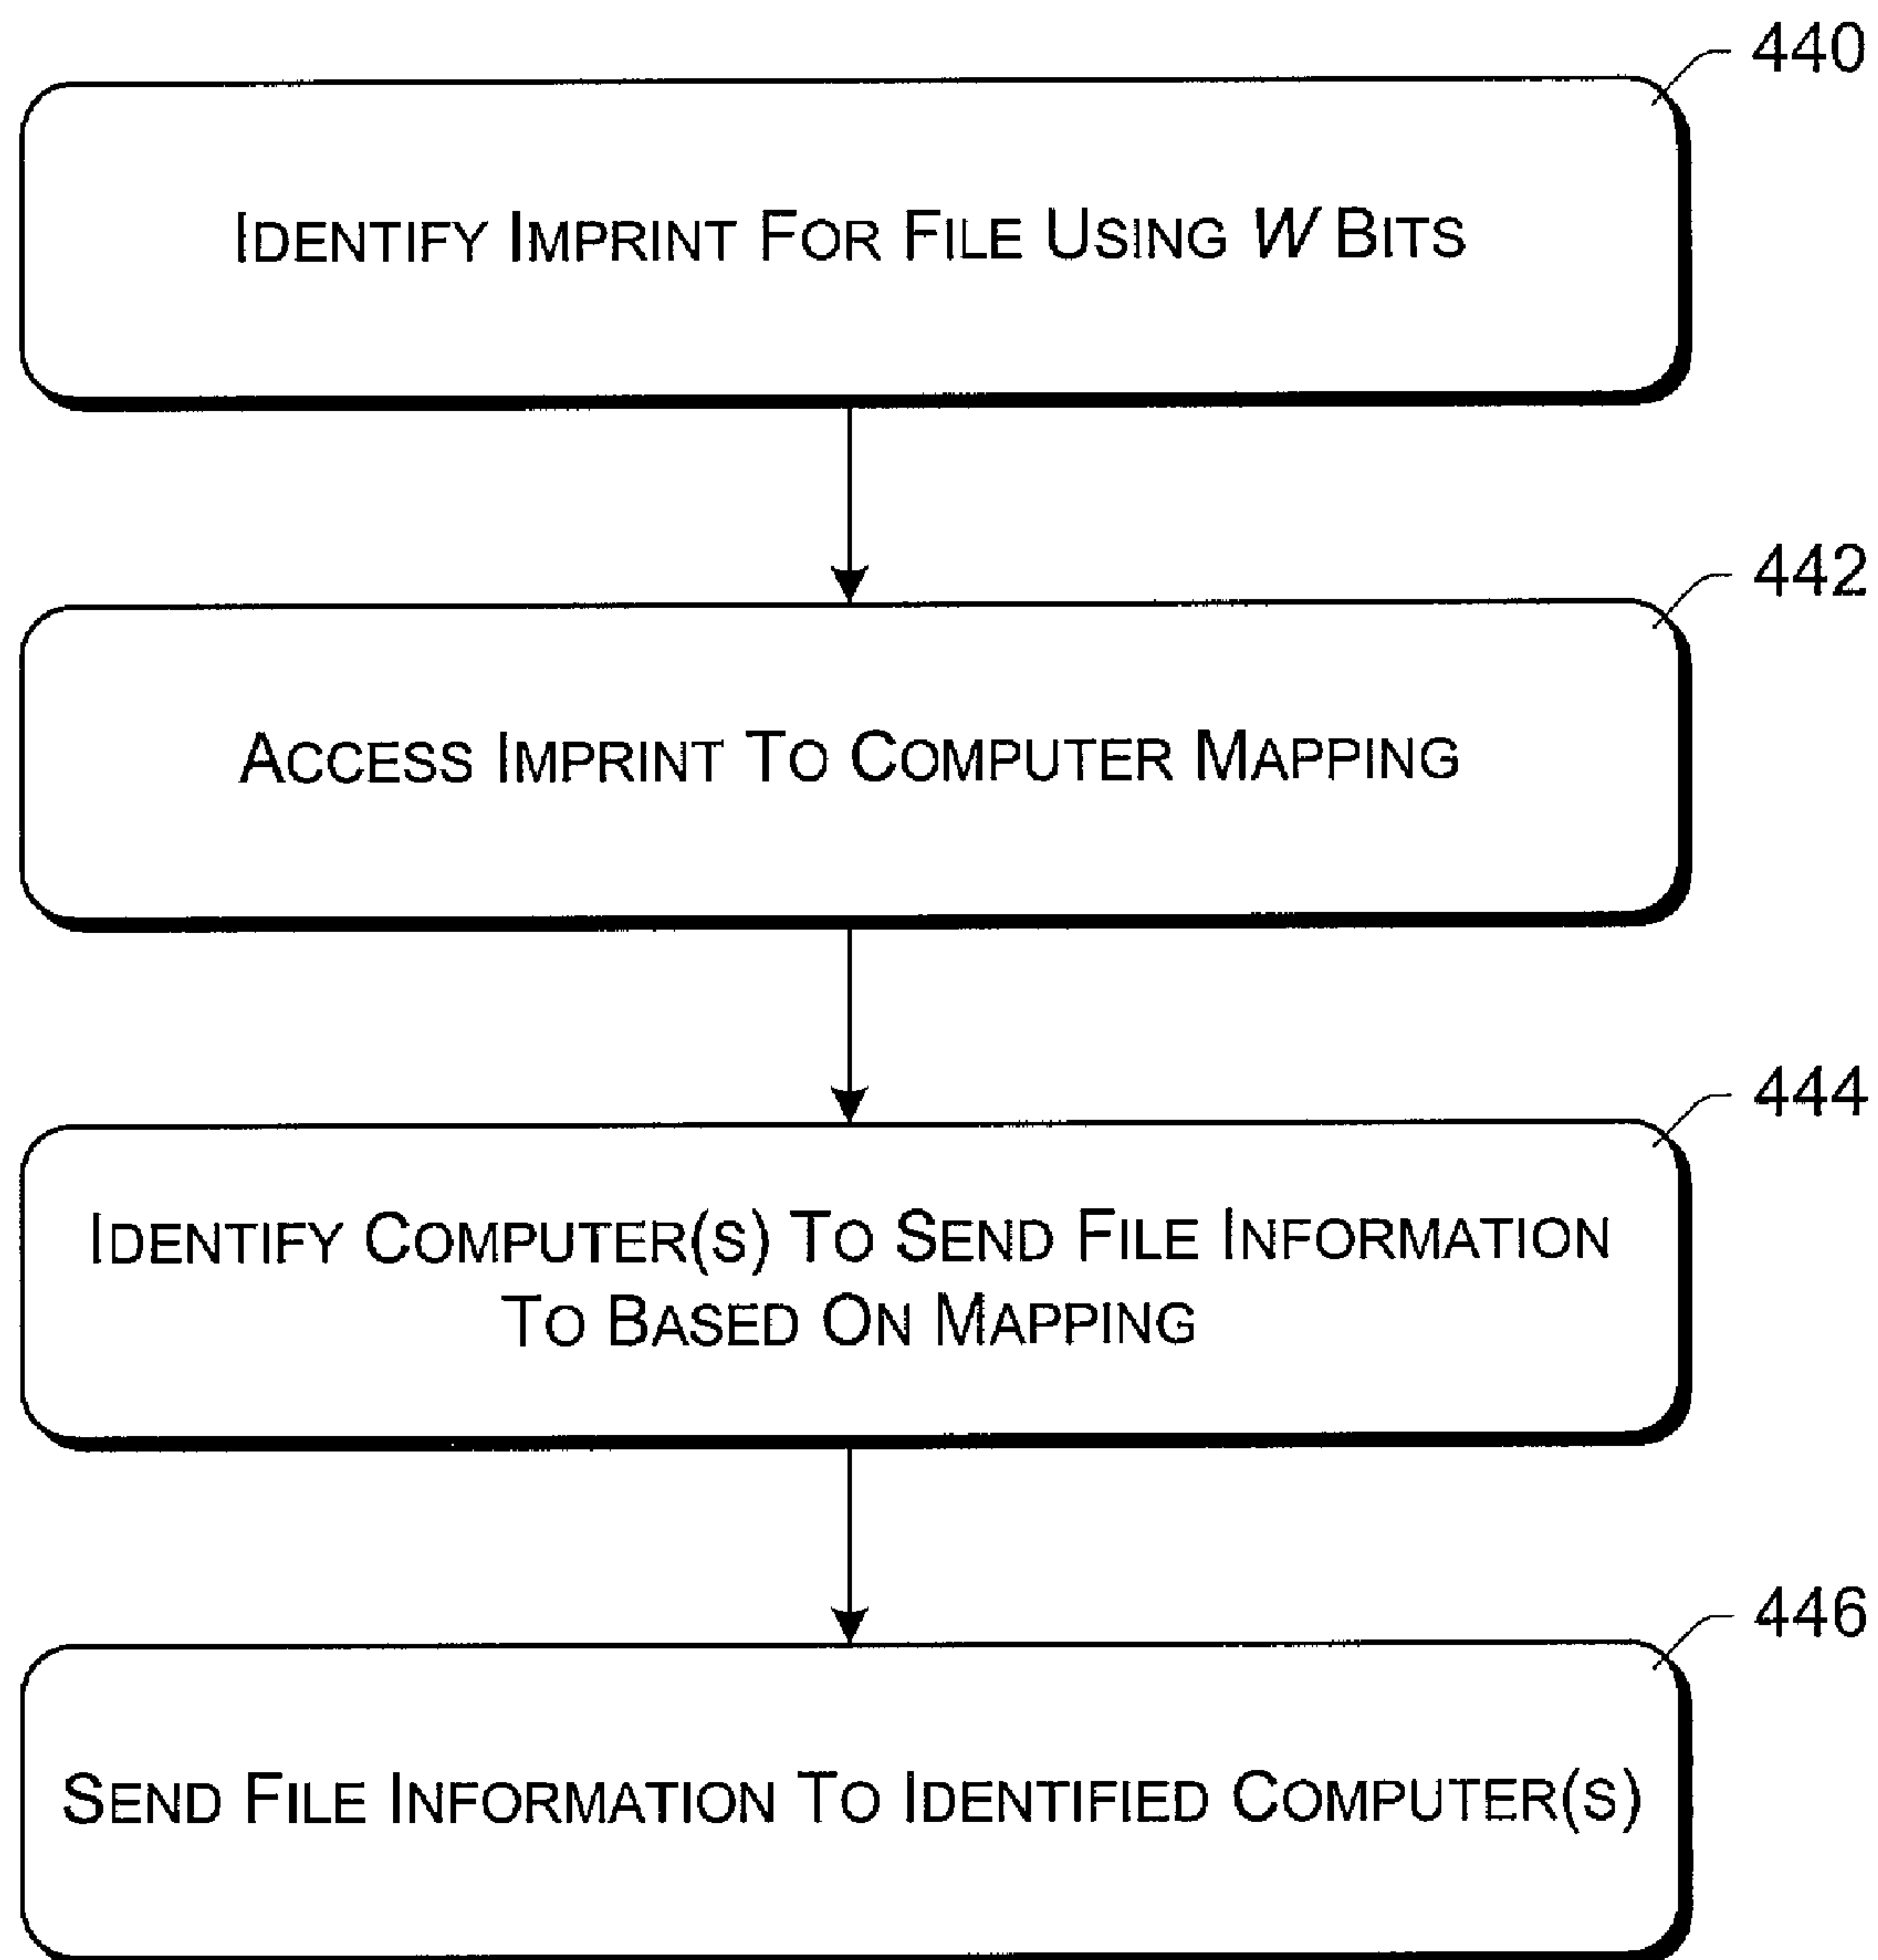 440
IDENTIFY IMPRINT FOR FILE USING W BITS
442
ACCESS IMPRINT TO COMPUTER MAPPING
444
IDENTIFY COMPUTER(S) TO SEND FILE INFORMATION
TO BASED ON MAPPING
446
SEND FILE INFORMATION TO IDENTIFIED COMPUTER(S)